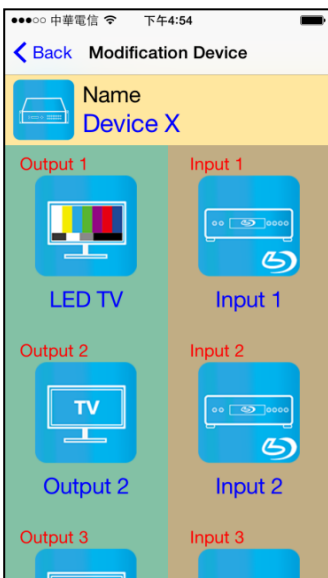 ●●●○○ 中華電信 下午4:54
Back Modification Device
Name
Device X
Output 1 Input 1
LED TV Input 1
Output 2 Input 2
TV
Output 2 Input 2
Output 3 Input 3